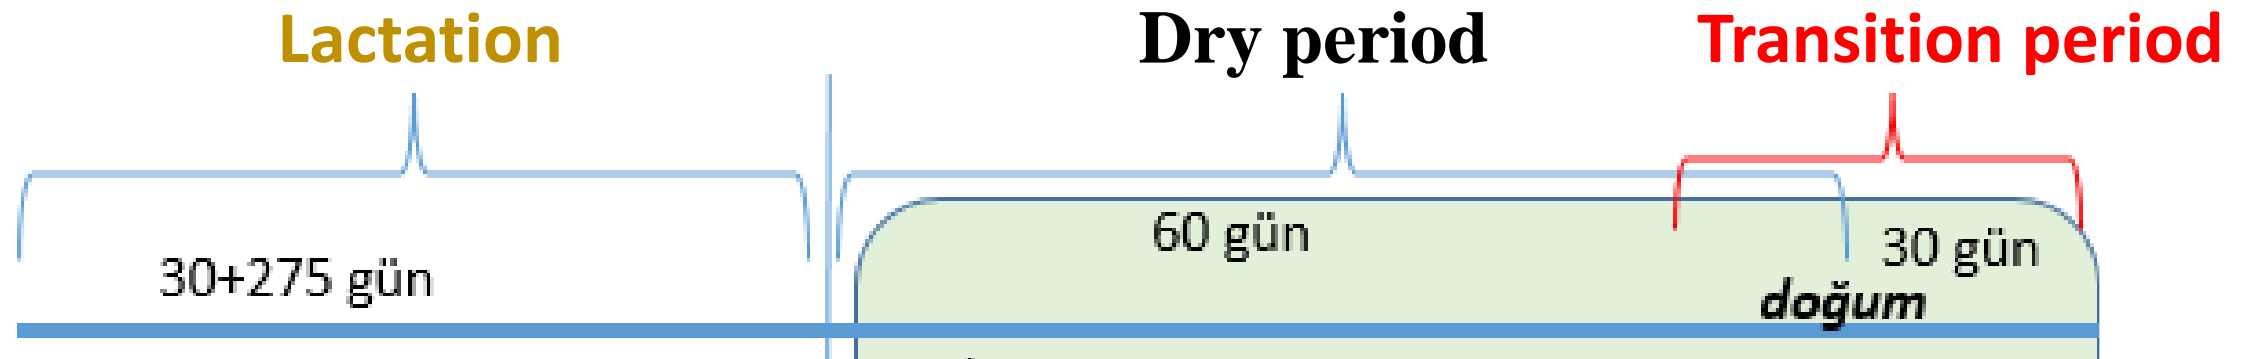 Lactation
Dry period
Transition period
30+275 gün
60 gün
30 gün
doğum